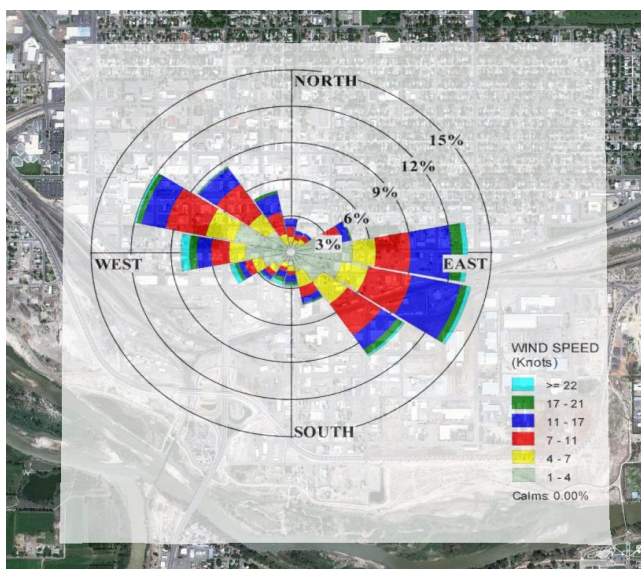 NORTH
15%
12%
9%
6%
3%
WEST
EAST
SOUTH
WIND SPEED
(Knots)
>= 22
17 - 21
11 - 17
7 - 11
4 - 7
1 - 4
Calms: 0.00%